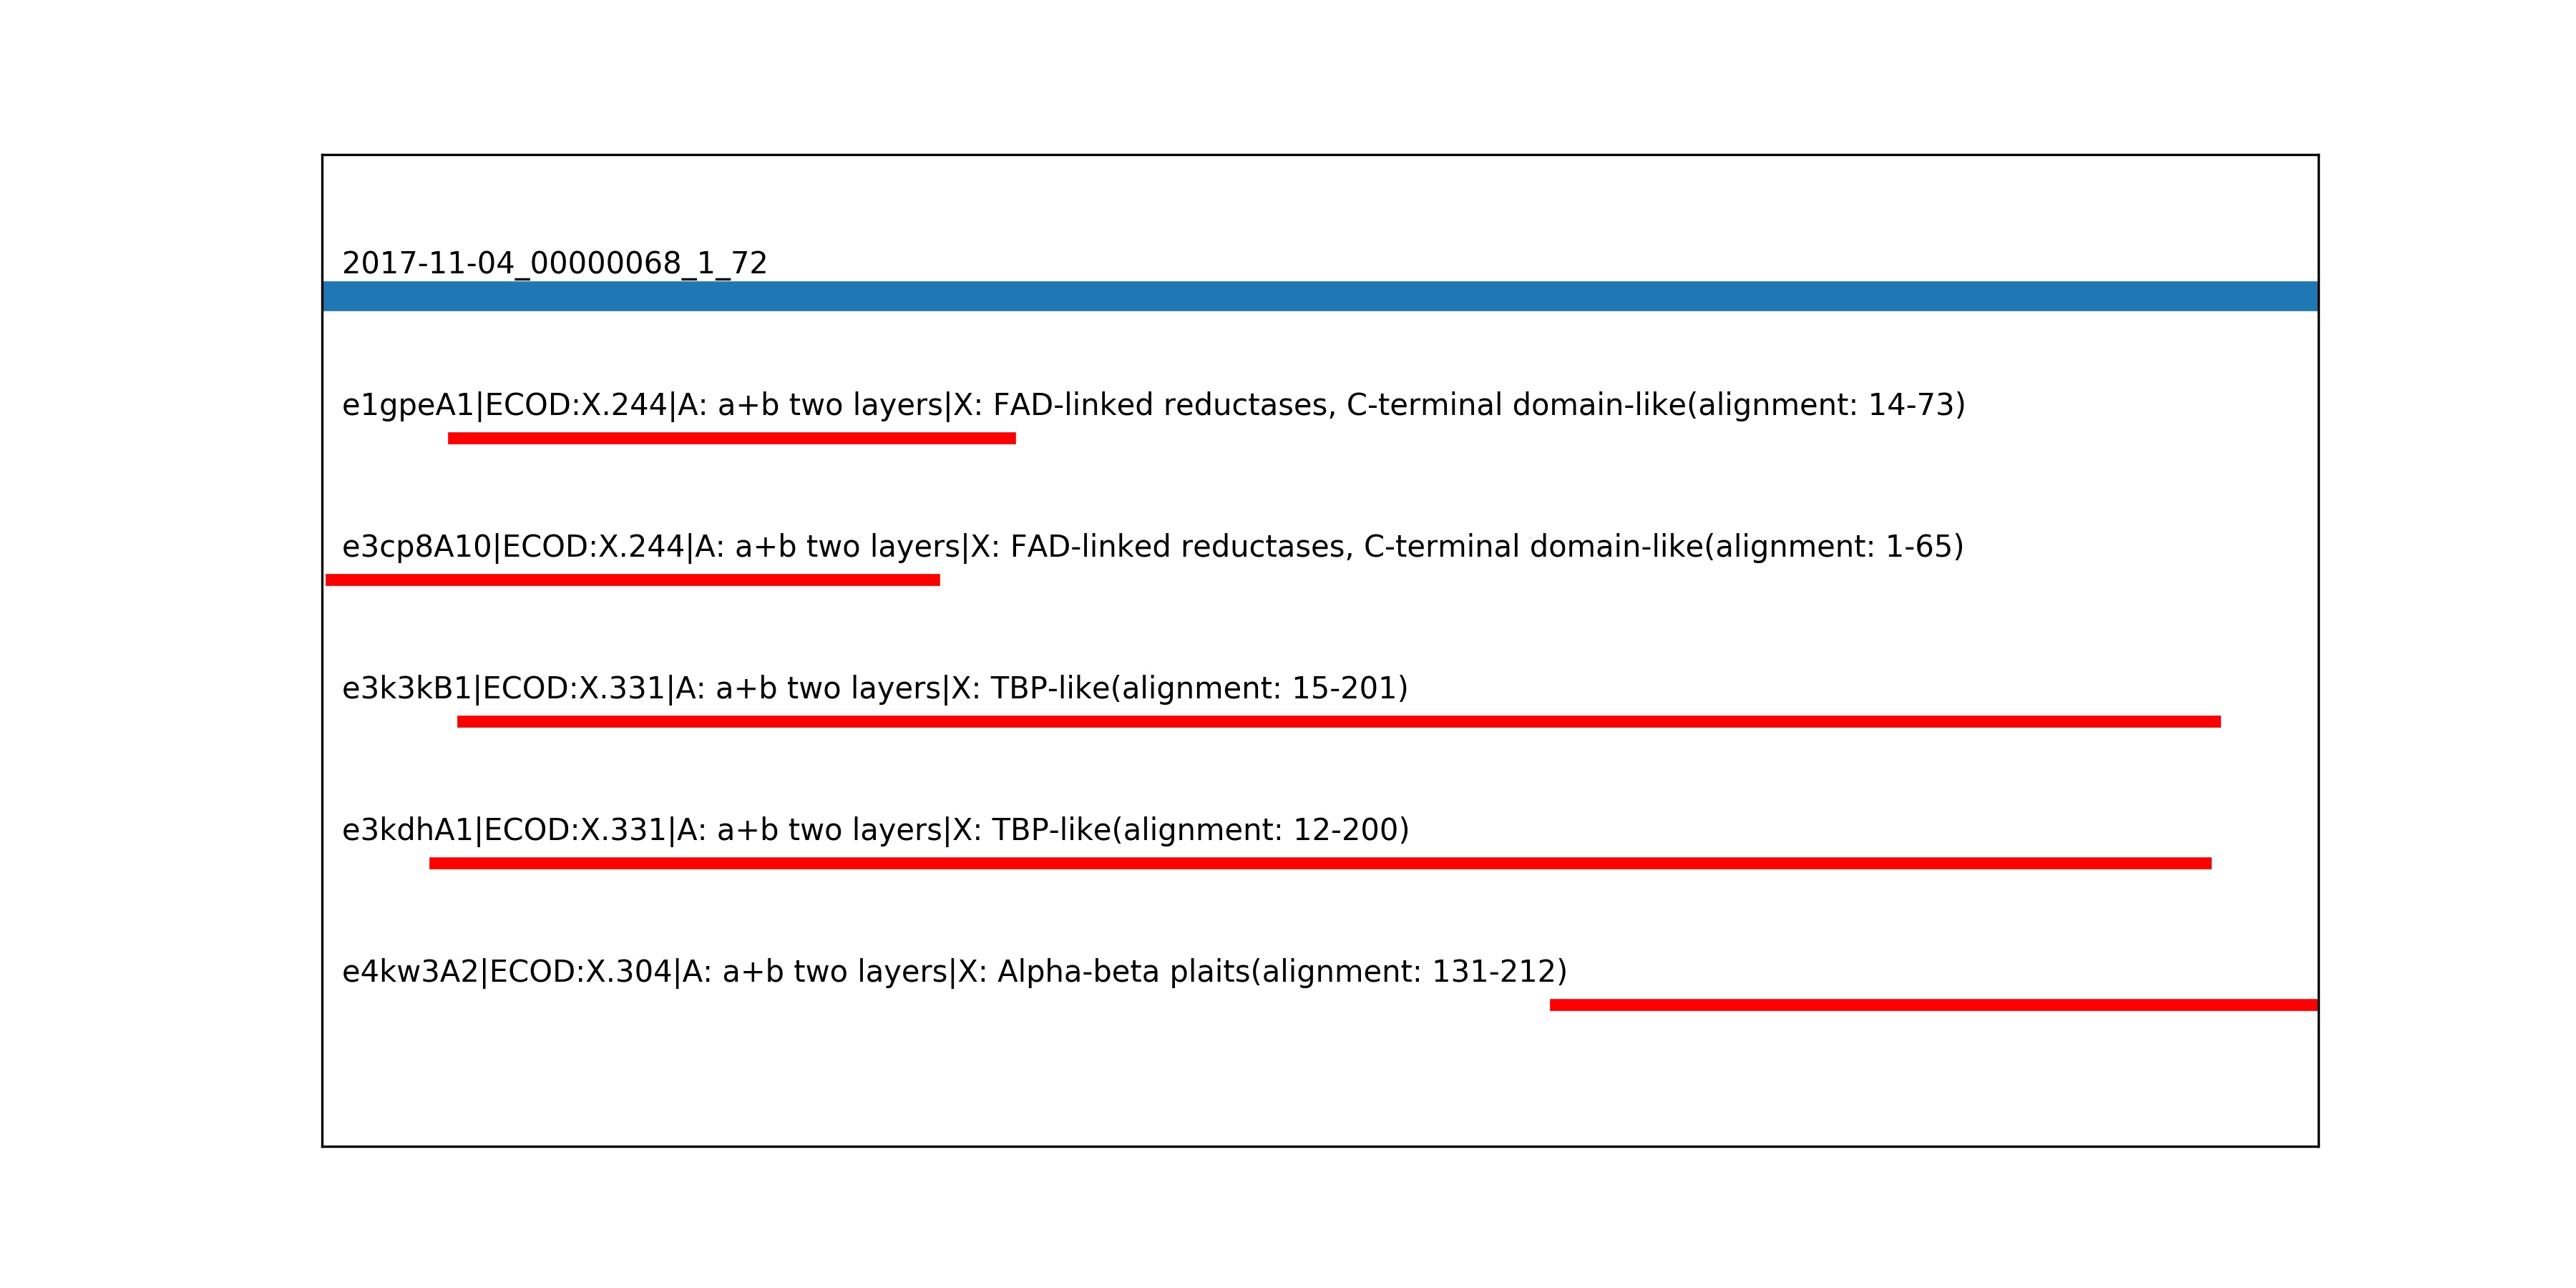 2017-11-04_00000068_1_72
e1gpeA1|ECOD:X.244|A: a+b two layers|X: FAD-linked reductases, C-terminal domain-like(alignment: 14-73)
e3cp8A10|ECOD:X.244|A: a+b two layers|X: FAD-linked reductases, C-terminal domain-like(alignment: 1-65)
e3k3kB1|ECOD:X.331|A: a+b two layers|X: TBP-like(alignment: 15-201)
e3kdhA1|ECOD:X.331|A: a+b two layers|X: TBP-like(alignment: 12-200)
e4kw3A2|ECOD:X.304|A: a+b two layers|X: Alpha-beta plaits(alignment: 131-212)